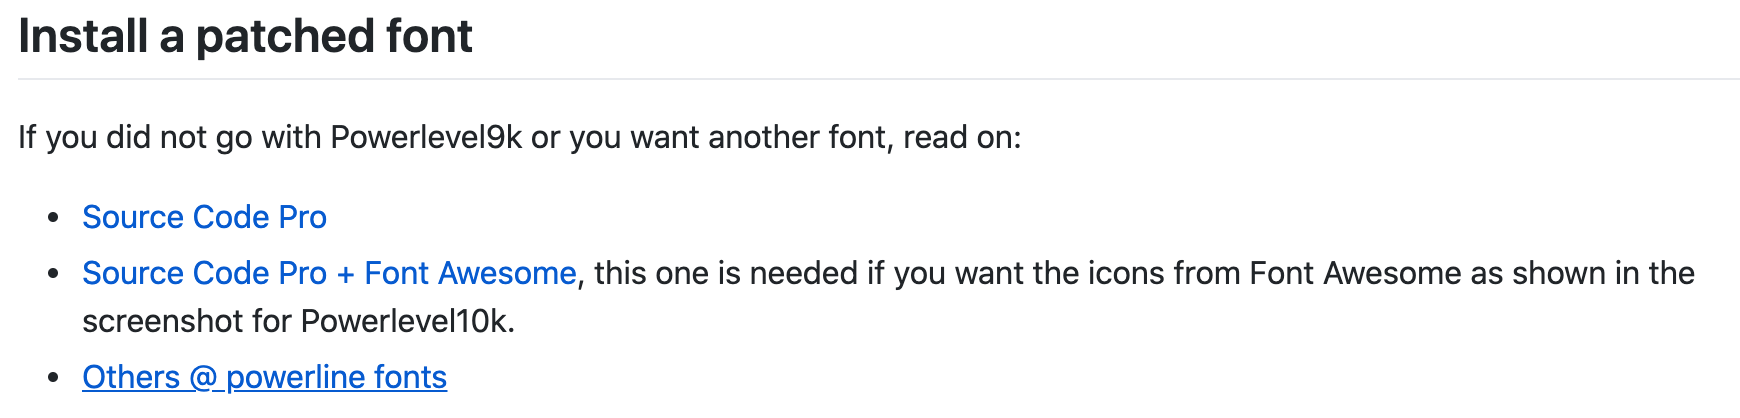 Install a patched font
If you did not go with Powerlevel9k or you want another font, read on:
• Source Code Pro
• Source Code Pro + Font Awesome, this one is needed if you want the icons from Font Awesome as shown in the
screenshot for Powerlevel10k.
• Others @ powerline fonts